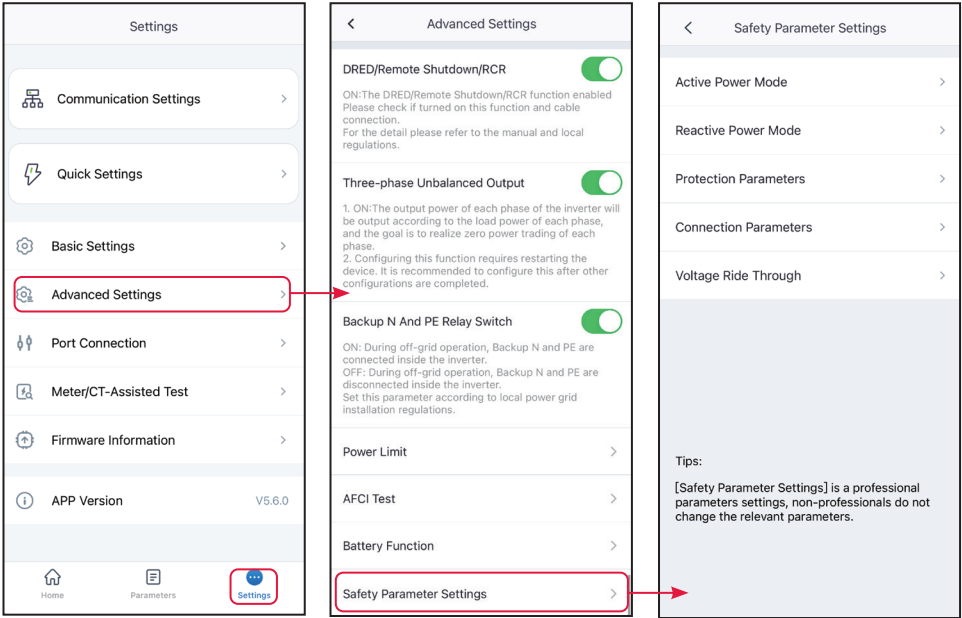 Settings
Communication Settings
Quick Settings
Basic Settings
Advanced Settings
Port Connection
Meter/CT-Assisted Test
Firmware Information
APP Version V5.6.0
Home Parameters Settings
Advanced Settings
DRED/Remote Shutdown/RCR
ON:The DRED/Remote Shutdown/RCR function enabled
Please check if turned on this function and cable
connection.
For the detail please refer to the manual and local
regulations.
Three-phase Unbalanced Output
1. ON:The output power of each phase of the inverter will
be output according to the load power of each phase,
and the goal is to realize zero power trading of each
phase.
2. Configuring this function requires restarting the
device. It is recommended to configure this after other
configurations are completed.
Backup N And PE Relay Switch
ON: During off-grid operation, Backup N and PE are
connected inside the inverter.
OFF: During off-grid operation, Backup N and PE are
disconnected inside the inverter.
Set this parameter according to local power grid
installation regulations.
Power Limit
AFCI Test
Battery Function
Safety Parameter Settings
Safety Parameter Settings
Active Power Mode
Reactive Power Mode
Protection Parameters
Connection Parameters
Voltage Ride Through
Tips:
[Safety Parameter Settings] is a professional
parameters settings, non-professionals do not
change the relevant parameters.